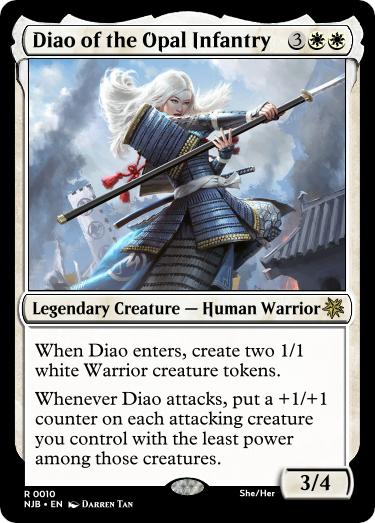 Diao of the Opal Infantry 3
Legendary Creature — Human Warrior
When Diao enters, create two 1/1
white Warrior creature tokens.
Whenever Diao attacks, put a +1/+1
counter on each attacking creature
you control with the least power
among those creatures.
3/4
R 0010
She/Her
NJB • EN Darren Tan